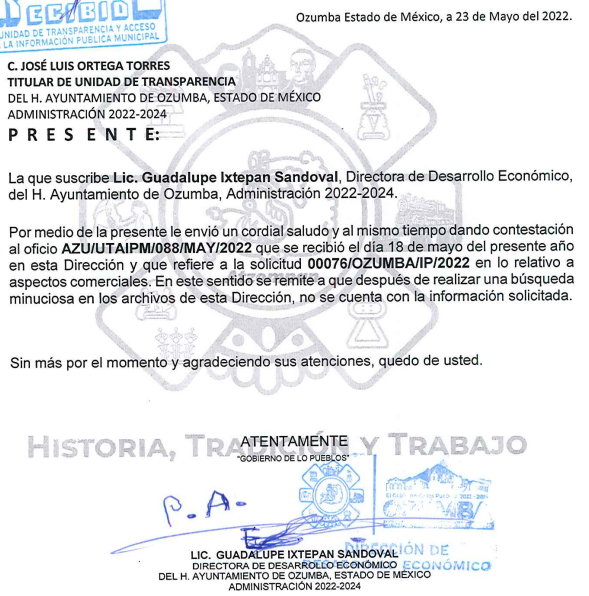 RECIBIDO
UNIDAD DE TRANSPARENCIA Y ACCESO
A LA INFORMACIÓN PÚBLICA MUNICIPAL
Ozumba Estado de México, a 23 de Mayo del 2022.
C. JOSÉ LUIS ORTEGA TORRES
TITULAR DE UNIDAD DE TRANSPARENCIA
DEL H. AYUNTAMIENTO DE OZUMBA, ESTADO DE MÉXICO
ADMINISTRACIÓN 2022-2024
P R E S E N T E:
La que suscribe Lic. Guadalupe Ixtepan Sandoval, Directora de Desarrollo Económico,
del H. Ayuntamiento de Ozumba, Administración 2022-2024.
Por medio de la presente le envió un cordial saludo y al mismo tiempo dando contestación
al oficio AZU/UTAIPM/088/MAY/2022 que se recibió el día 18 de mayo del presente año
en esta Dirección y que refiere a la solicitud 00076/OZUMBA/IP/2022 en lo relativo a
aspectos comerciales. En este sentido se remite a que después de realizar una búsqueda
minuciosa en los archivos de esta Dirección, no se cuenta con la información solicitada.
Sin más por el momento y agradeciendo sus atenciones, quedo de usted.
HISTORIA, TRADICIÓN Y TRABAJO
ATENTAMENTE
"GOBIERNO DE LO PUEBLOS"
P.A.
OZUMBA
DIRECCIÓN DE
LIC. GUADALUPE IXTEPAN SANDOVAL
DIRECTORA DE DESARROLLO ECONÓMICO
DESARROLLO ECONÓMICO
DEL H. AYUNTAMIENTO DE OZUMBA, ESTADO DE MÉXICO
ADMINISTRACIÓN 2022-2024